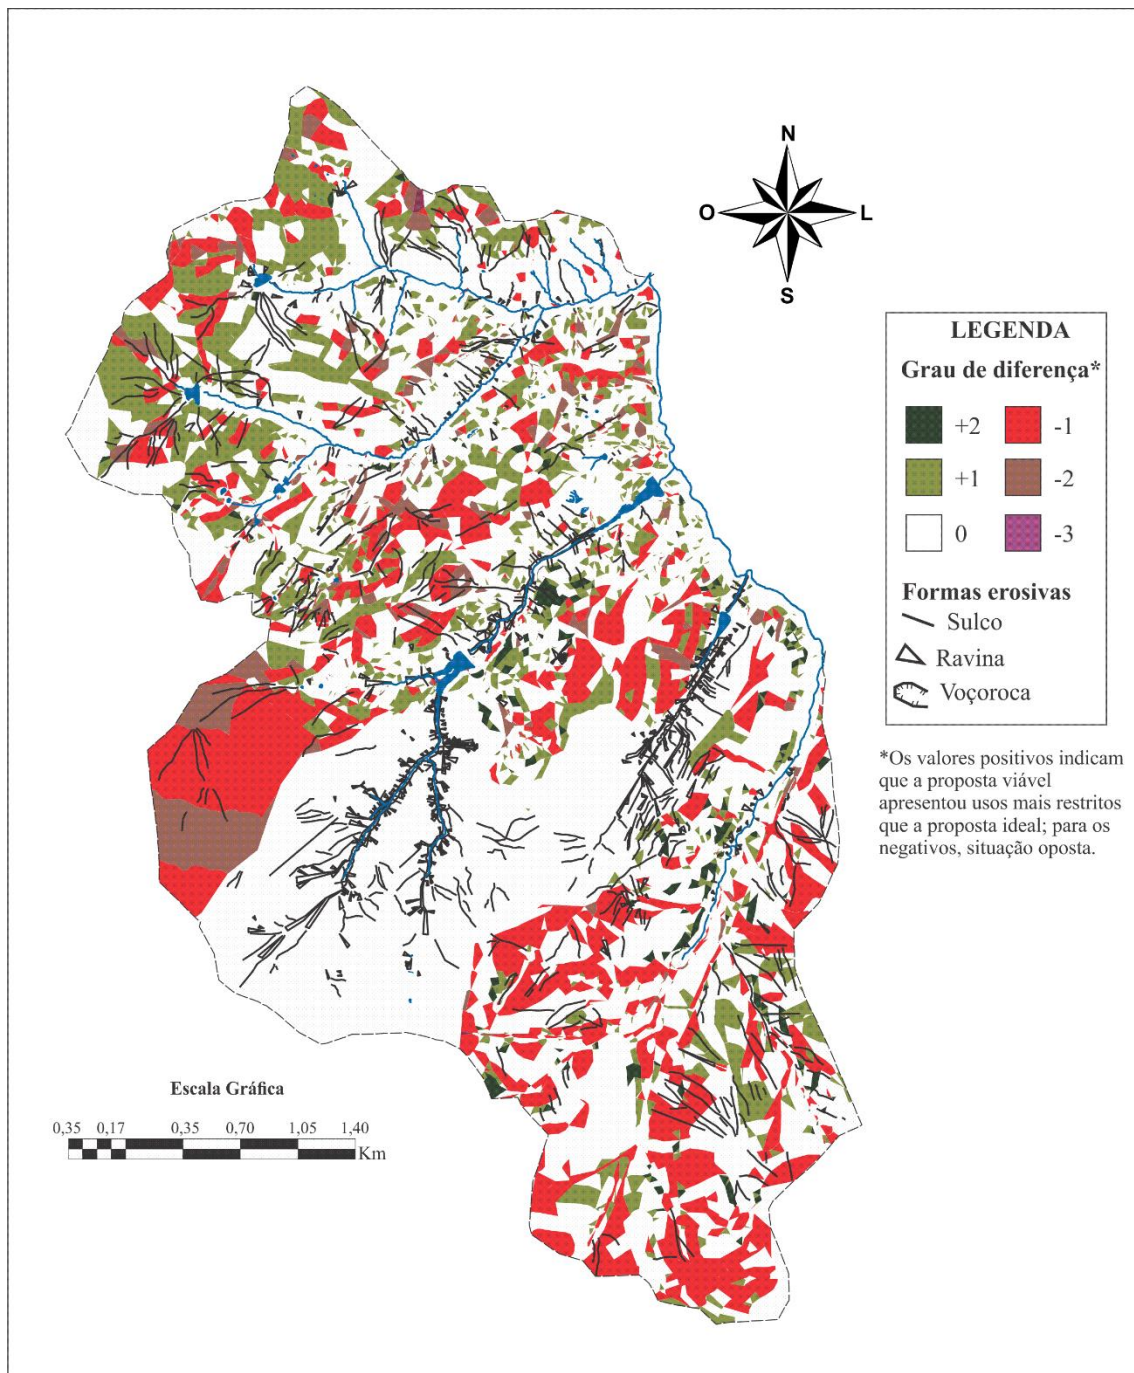 N
O
L
S
LEGENDA
Grau de diferença*
+2
-1
+1
-2
0
-3
Formas erosivas
Sulco
Ravina
Voçoroca
*Os valores positivos indicam
que a proposta viável
apresentou usos mais restritos
que a proposta ideal; para os
negativos, situação oposta.
Escala Gráfica
0,35 0,17 0,35 0,70 1,05 1,40
Km